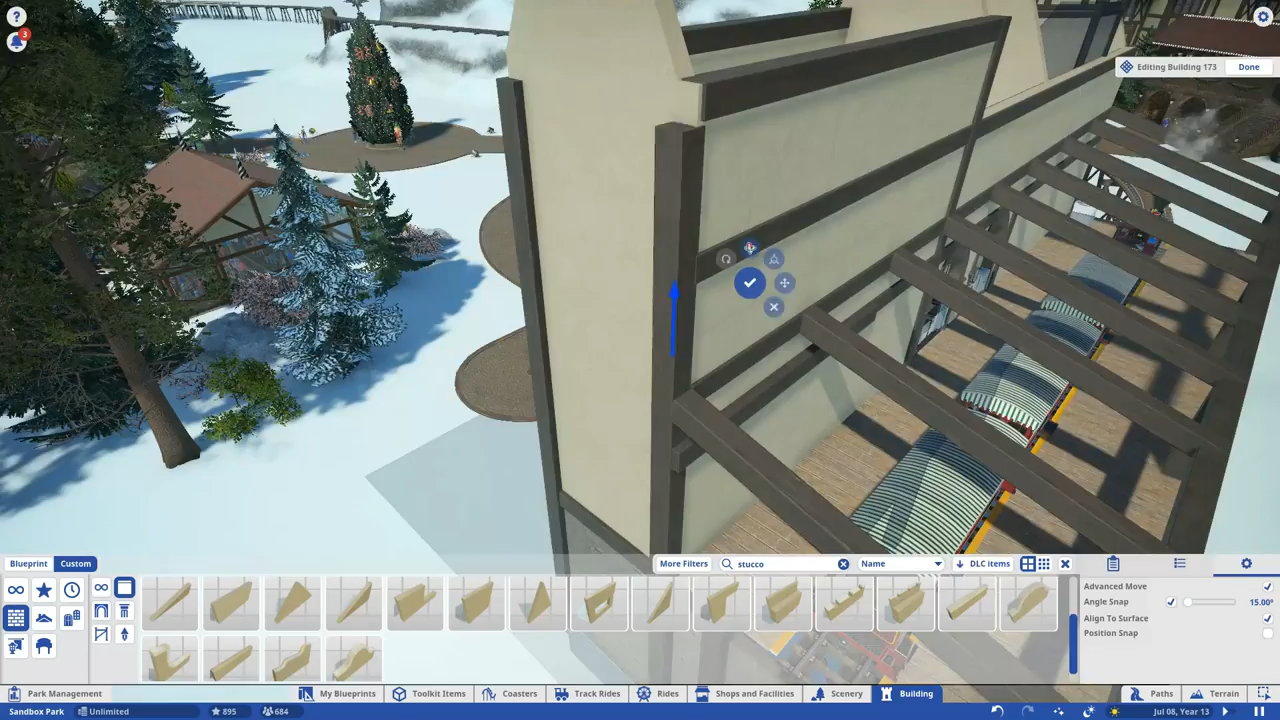 ?
3
Editing Building 173 Done
Blueprint Custom
More Filters stucco Name DLC items
Advanced Move
Angle Snap 15.00°
Align To Surface
Position Snap
Park Management My Blueprints Toolkit Items Coasters Track Rides Rides Shops and Facilities Scenery Building Paths Terrain
Sandbox Park Unlimited 895 684 Jul 08, Year 13